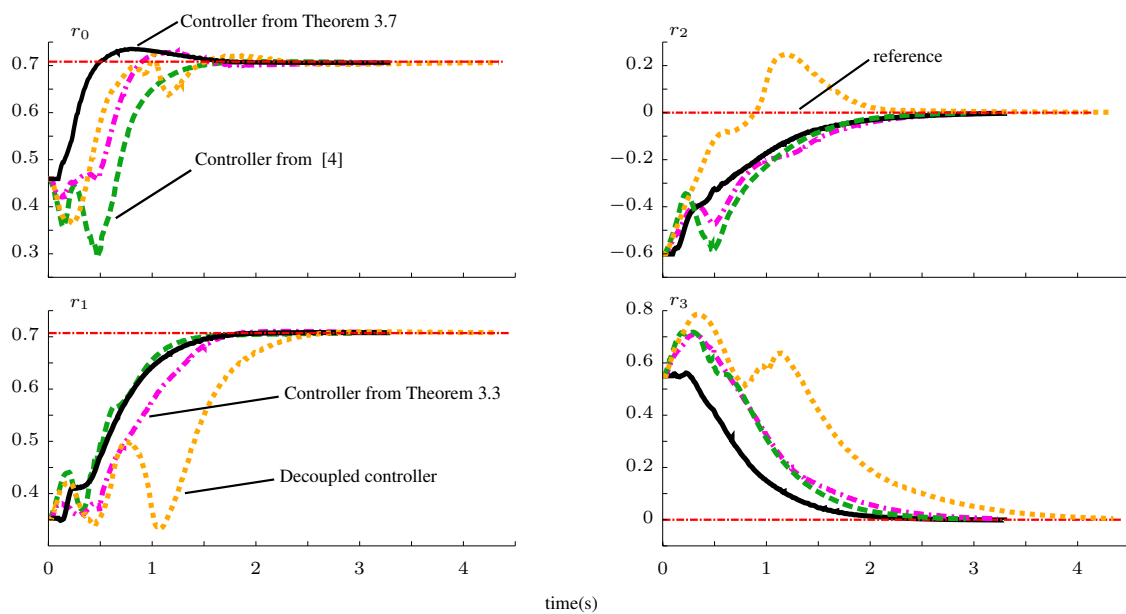 r0
Controller from Theorem 3.7
0.7
0.6
0.5
0.4
0.3
Controller from [4]
r2
reference
0.2
0
−0.2
−0.4
−0.6
r1
0.7
0.6
0.5
0.4
Controller from Theorem 3.3
Decoupled controller
0 1 2 3 4
r3
0.8
0.6
0.4
0.2
0
0 1 2 3 4
time(s)